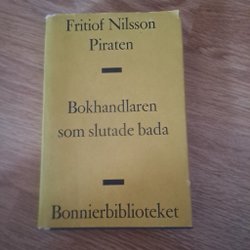 Fritiof Nilsson
Piraten
Bokhandlaren
som slutade bada
Bonnierbiblioteket